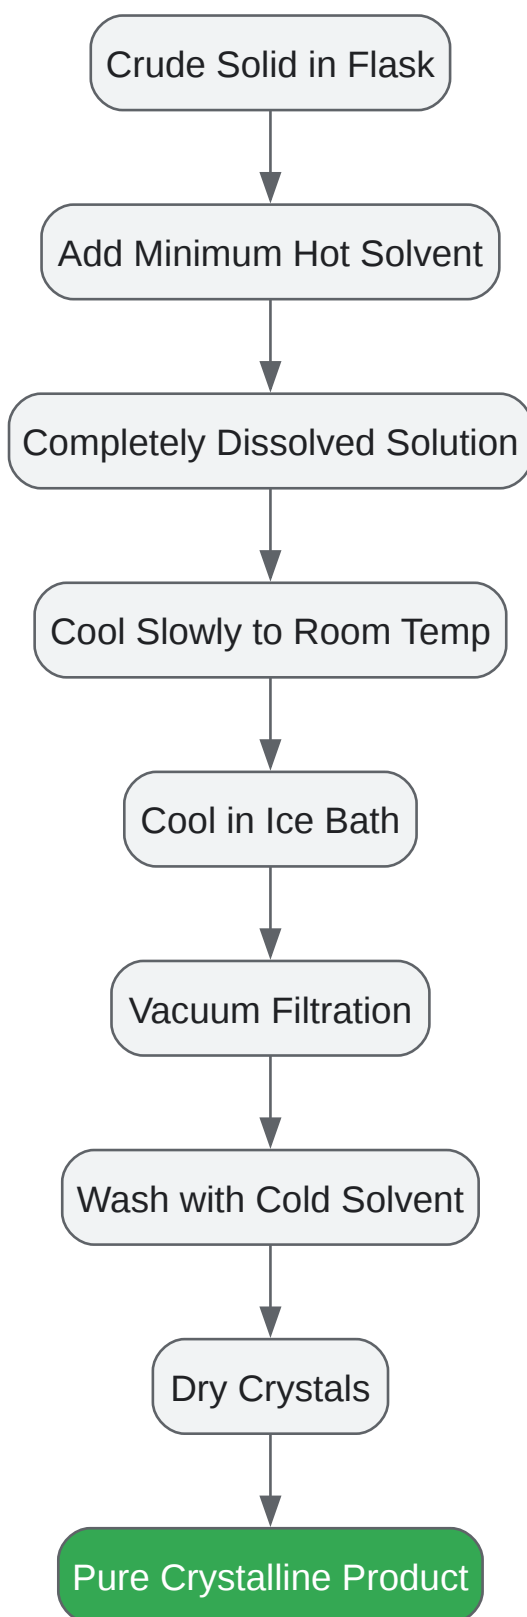 Crude Solid in Flask
Add Minimum Hot Solvent
Completely Dissolved Solution
Cool Slowly to Room Temp
Cool in Ice Bath
Vacuum Filtration
Wash with Cold Solvent
Dry Crystals
Pure Crystalline Product